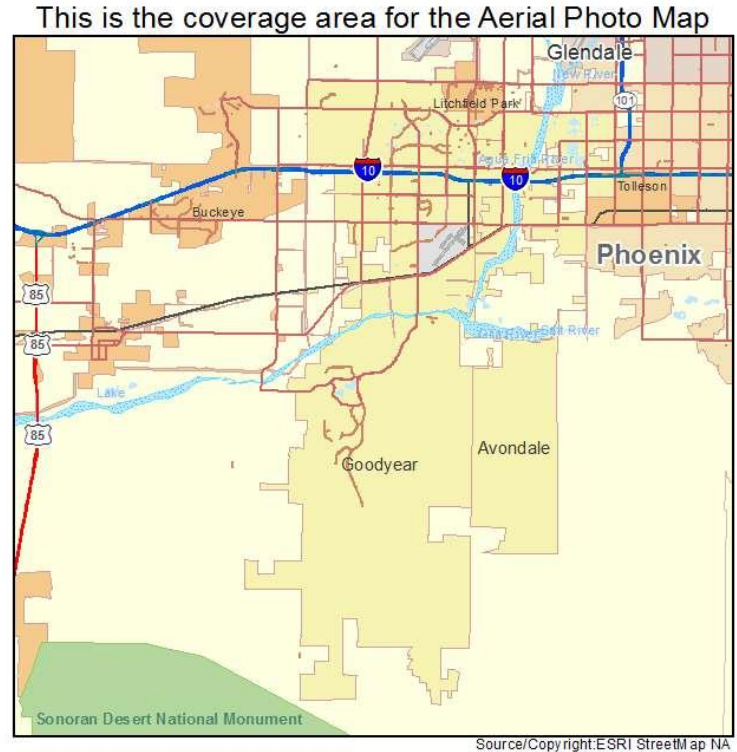 This is the coverage area for the Aerial Photo Map
Glendale
New River
Litchfield Park
101
Agua Fria River
10
10
Tolleson
Buckeye
Phoenix
85
85
Gila River
Salt River
Lake
85
Avondale
Goodyear
Sonoran Desert National Monument
Source/Copyright:ESRI StreetMap NA